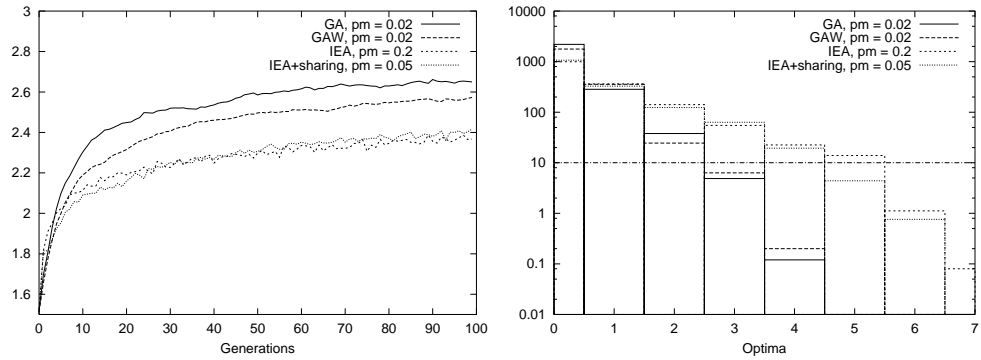 3
2.8
2.6
2.4
2.2
2
1.8
1.6
GA, pm = 0.02
GAW, pm = 0.02
IEA, pm = 0.2
IEA+sharing, pm = 0.05
0 10 20 30 40 50 60 70 80 90 100
Generations
10000
1000
100
10
1
0.1
0.01
GA, pm = 0.02
GAW, pm = 0.02
IEA, pm = 0.2
IEA+sharing, pm = 0.05
0 1 2 3 4 5 6 7
Optima